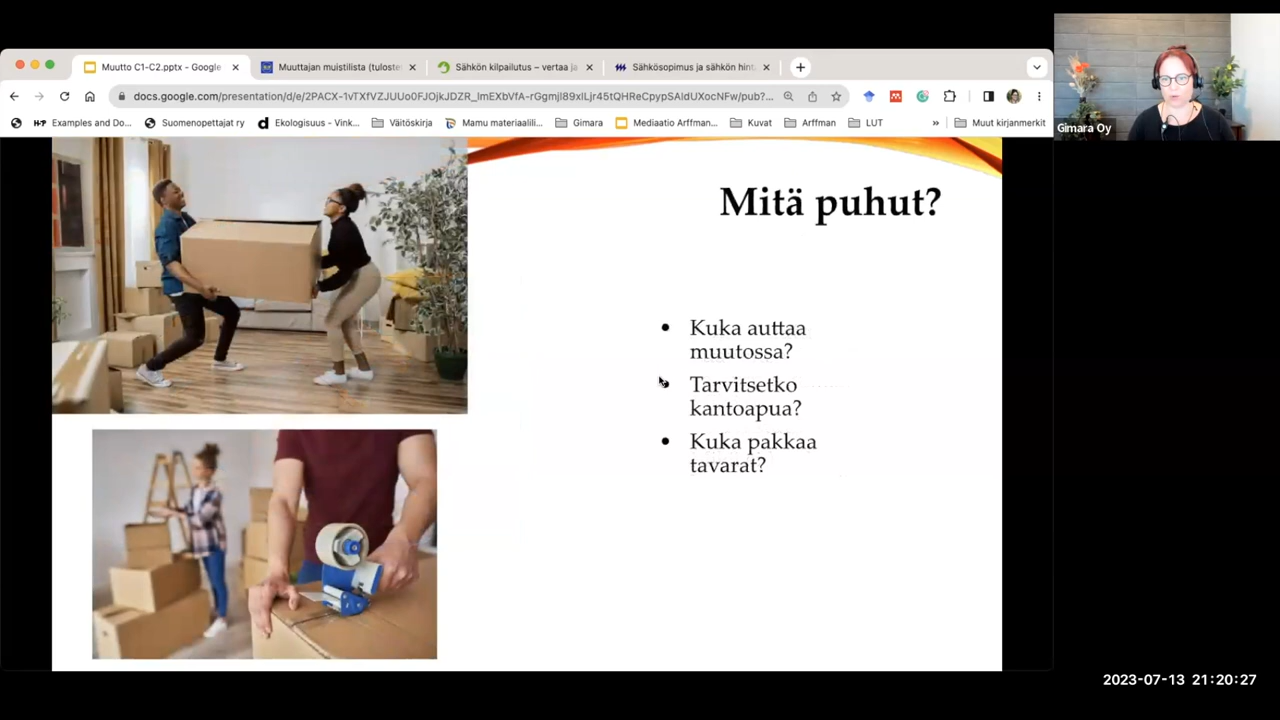 Muutto C1-C2.pptx - Google
Muuttajan muistilista (tuloste
Sähkön kilpailutus – vertaa ja
Sähkösopimus ja sähkön hint
docs.google.com/presentation/d/e/2PACX-1vTXfVZJUUo0FJOjkJDZR_ImEXbVfA-rGgmjl89xILjr45tQHReCpypSAldUXocNFw/pub?...
Examples and Do...
Suomenopettajat ry
Ekologisuus - Vink...
Väitöskirja
Mamu materiaalili...
Gimara
Mediaatio Arffman...
Kuvat
Arffman
LUT
»
Muut kirjanmerkit
Gimara Oy
Mitä puhut?
• Kuka auttaa
muutossa?
• Tarvitsetko
kantoapua?
• Kuka pakkaa
tavarat?
2023-07-13 21:20:27